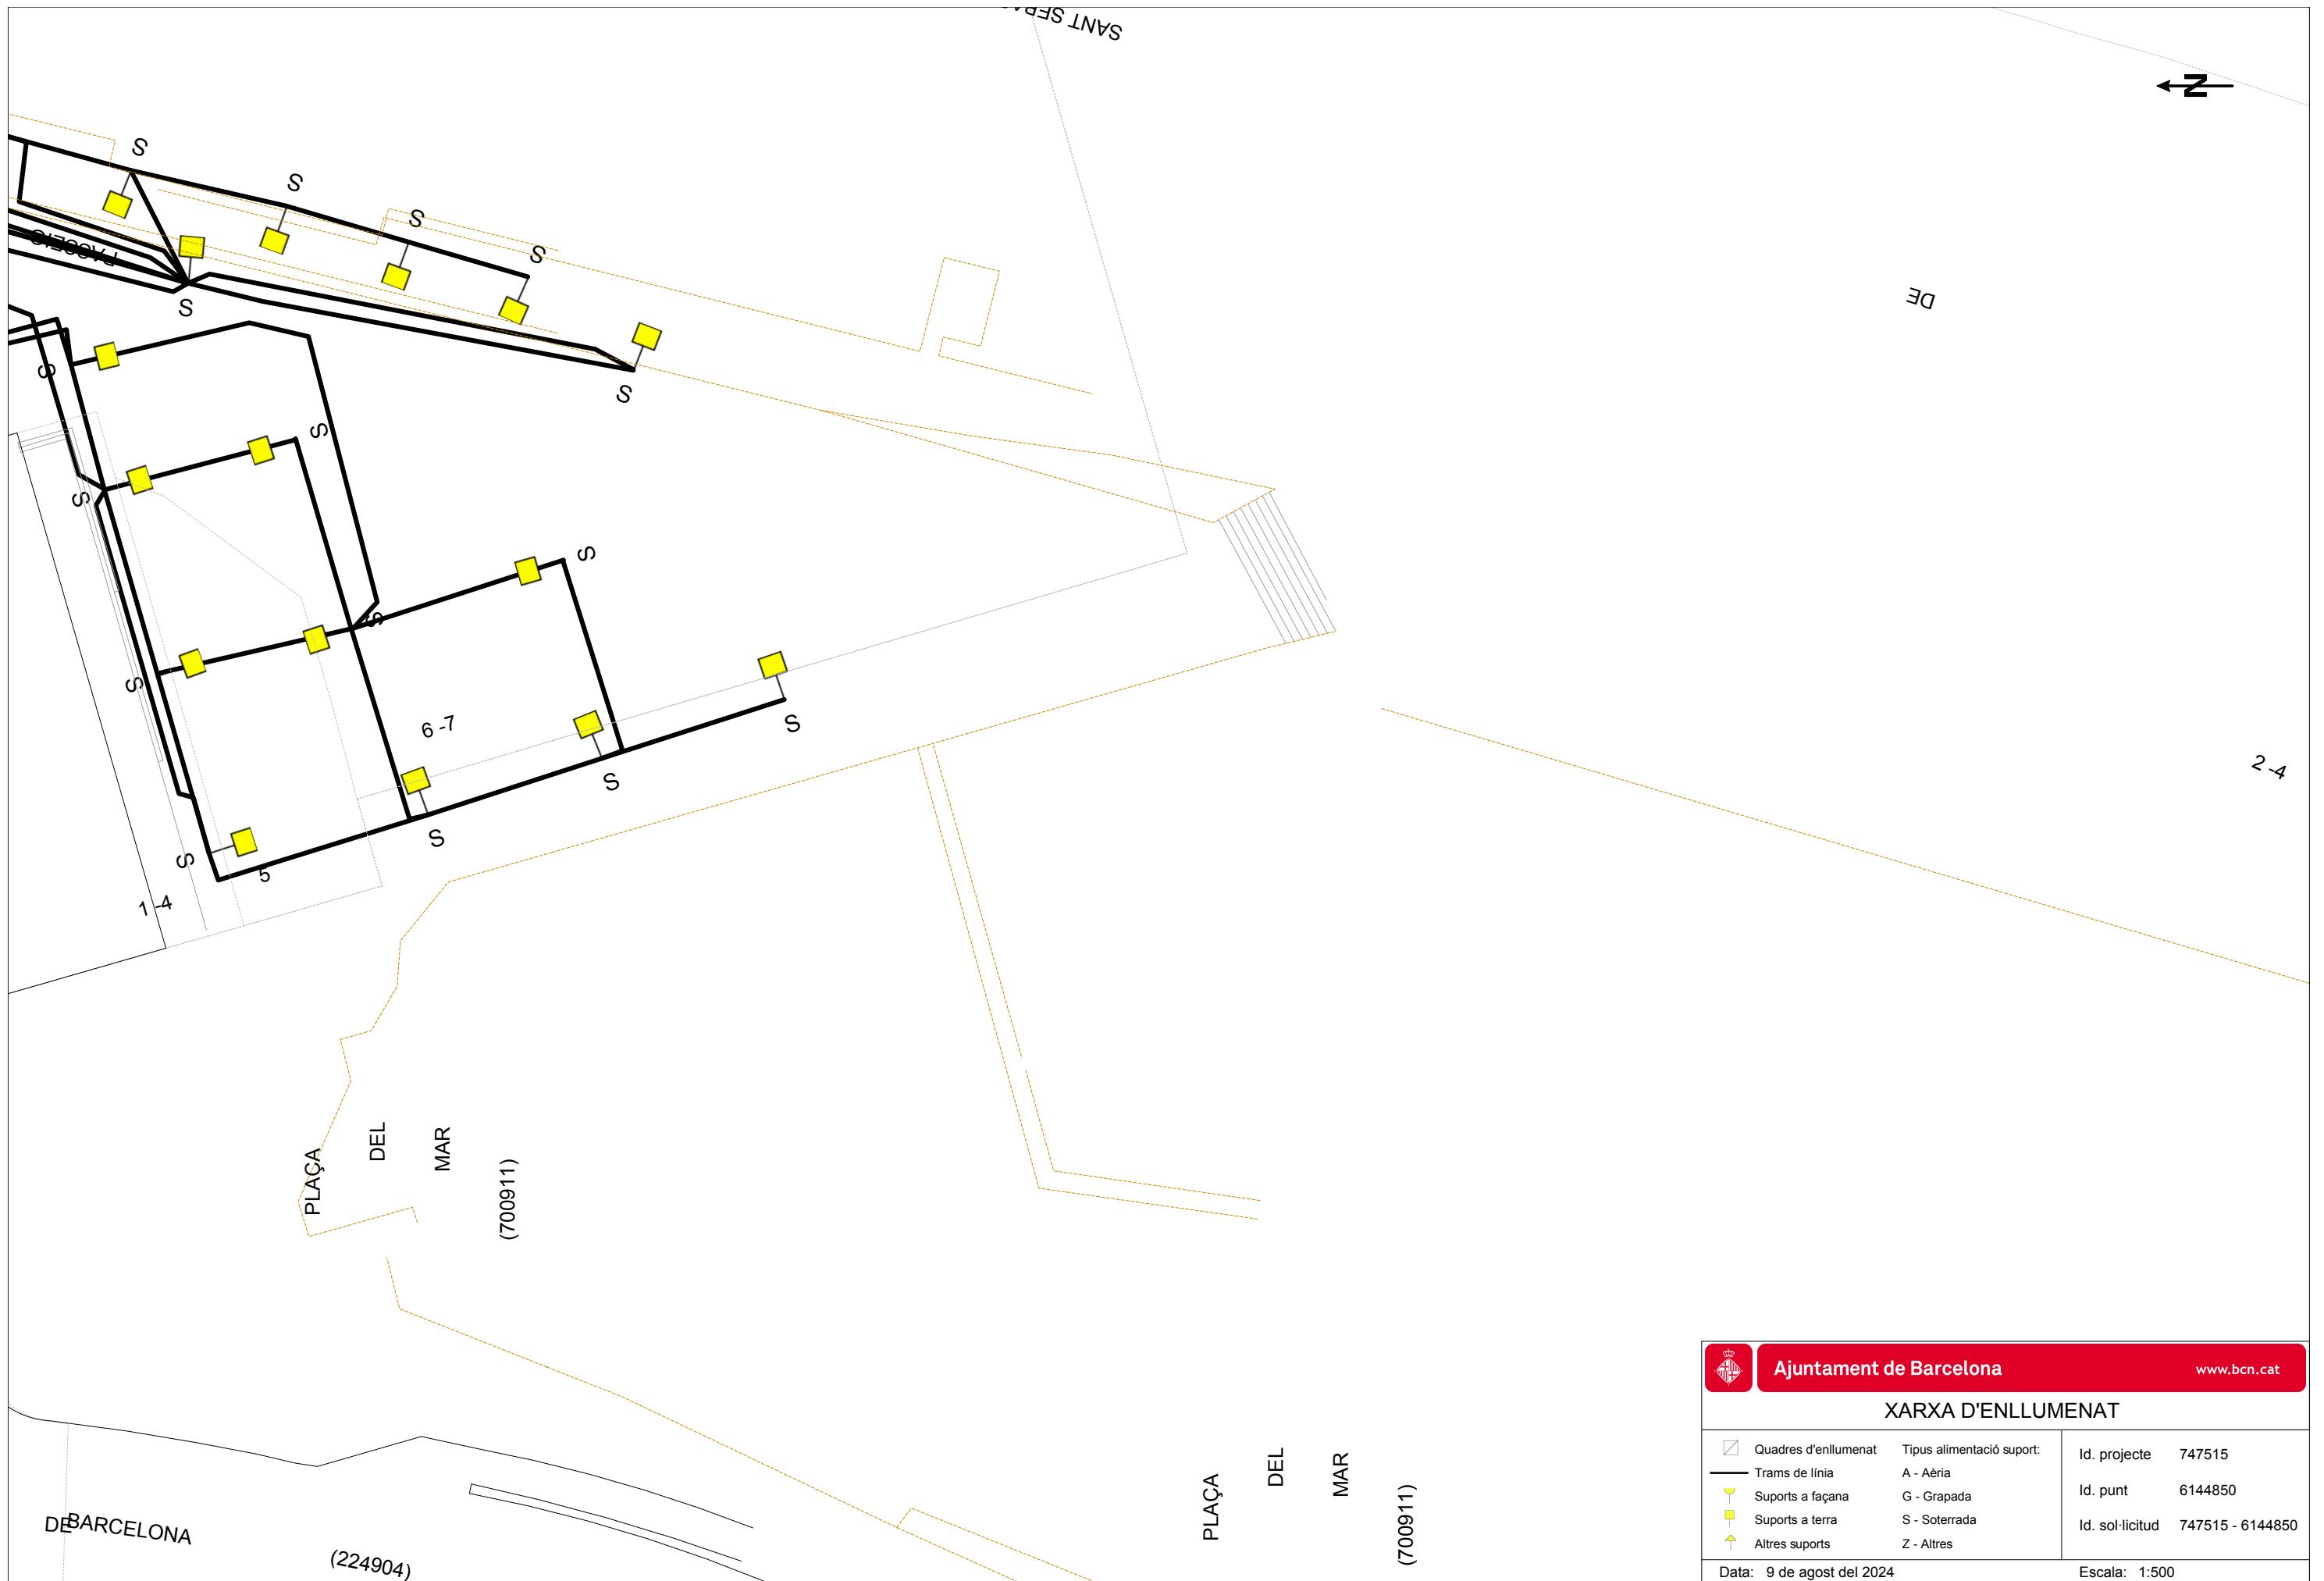 SANT
N
DE
S
S
S
S
PASSEIG
S
S
S
S
S
S
S
S
6 -7
S
S
S
S
S
5
1 -4
2 -4
PLAÇA
DEL
MAR
(700911)
PLAÇA
DEL
MAR
(700911)
DE
BARCELONA
(224904)
Ajuntament de Barcelona
www.bcn.cat
XARXA D'ENLLUMENAT
Quadres d'enllumenat
Trams de línia
Suports a façana
Suports a terra
Altres suports
Tipus alimentació suport:
A - Aèria
G - Grapada
S - Soterrada
Z - Altres
Id. projecte 747515
Id. punt 6144850
Id. sol·licitud 747515 - 6144850
Data: 9 de agost del 2024
Escala: 1:500